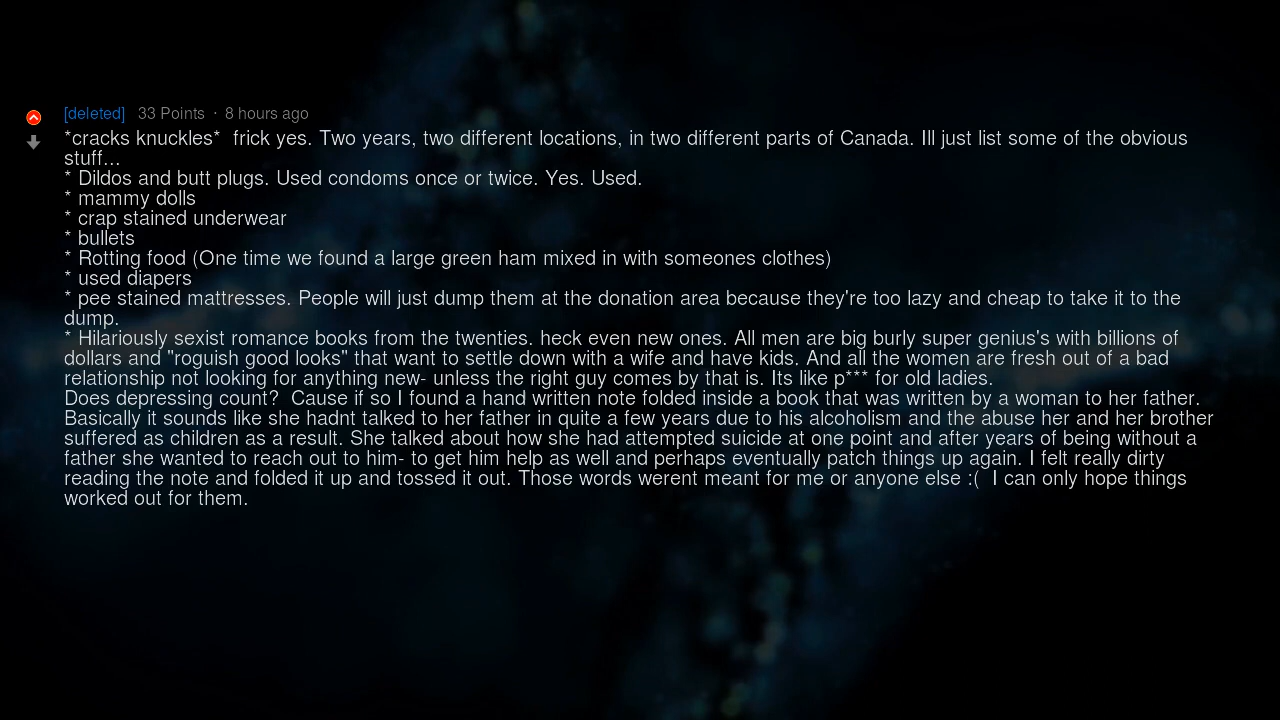 [deleted] 33 Points · 8 hours ago
*cracks knuckles*  frick yes. Two years, two different locations, in two different parts of Canada. Ill just list some of the obvious
stuff...
* Dildos and butt plugs. Used condoms once or twice. Yes. Used.
* mammy dolls
* crap stained underwear
* bullets
* Rotting food (One time we found a large green ham mixed in with someones clothes)
* used diapers
* pee stained mattresses. People will just dump them at the donation area because they're too lazy and cheap to take it to the
dump.
* Hilariously sexist romance books from the twenties. heck even new ones. All men are big burly super genius's with billions of
dollars and "roguish good looks" that want to settle down with a wife and have kids. And all the women are fresh out of a bad
relationship not looking for anything new- unless the right guy comes by that is. Its like p*** for old ladies.
Does depressing count?  Cause if so I found a hand written note folded inside a book that was written by a woman to her father.
Basically it sounds like she hadnt talked to her father in quite a few years due to his alcoholism and the abuse her and her brother
suffered as children as a result. She talked about how she had attempted suicide at one point and after years of being without a
father she wanted to reach out to him- to get him help as well and perhaps eventually patch things up again. I felt really dirty
reading the note and folded it up and tossed it out. Those words werent meant for me or anyone else :(  I can only hope things
worked out for them.